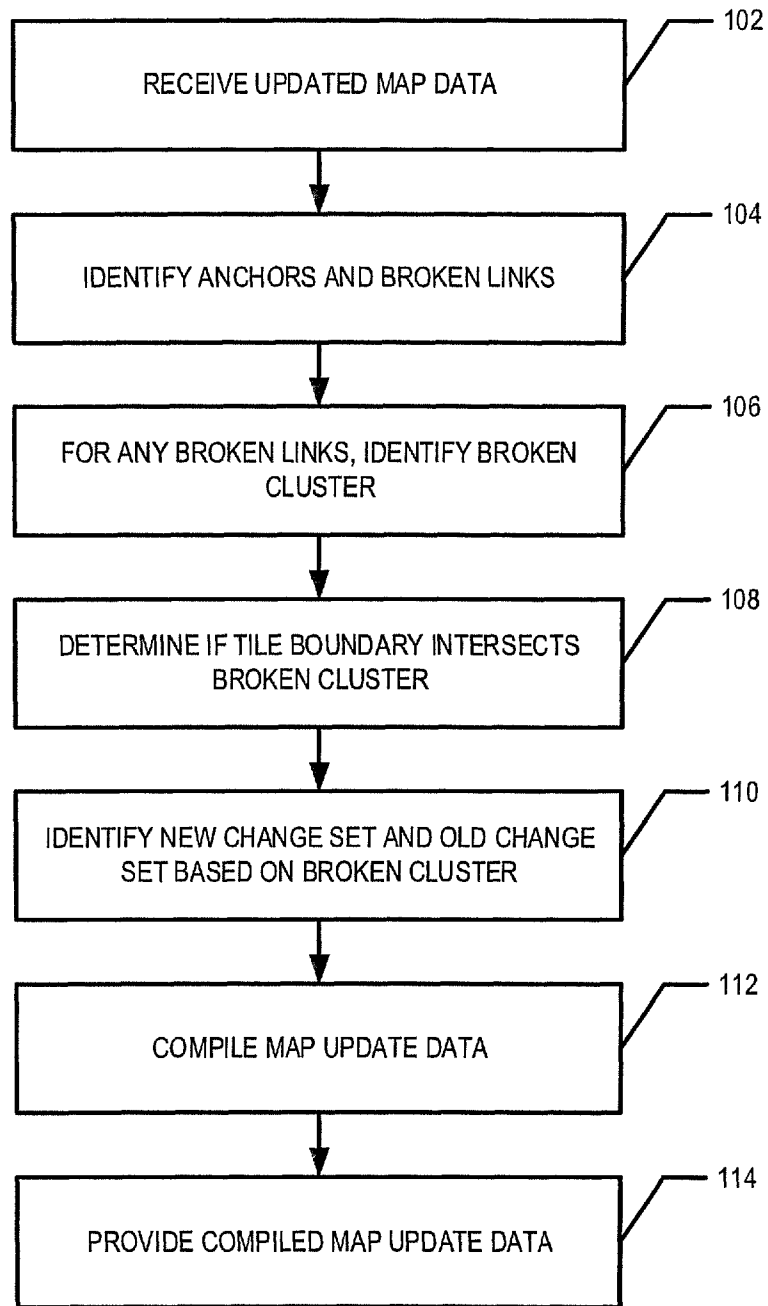 102
RECEIVE UPDATED MAP DATA
104
IDENTIFY ANCHORS AND BROKEN LINKS
106
FOR ANY BROKEN LINKS, IDENTIFY BROKEN
CLUSTER
108
DETERMINE IF TILE BOUNDARY INTERSECTS
BROKEN CLUSTER
110
IDENTIFY NEW CHANGE SET AND OLD CHANGE
SET BASED ON BROKEN CLUSTER
112
COMPILE MAP UPDATE DATA
114
PROVIDE COMPILED MAP UPDATE DATA